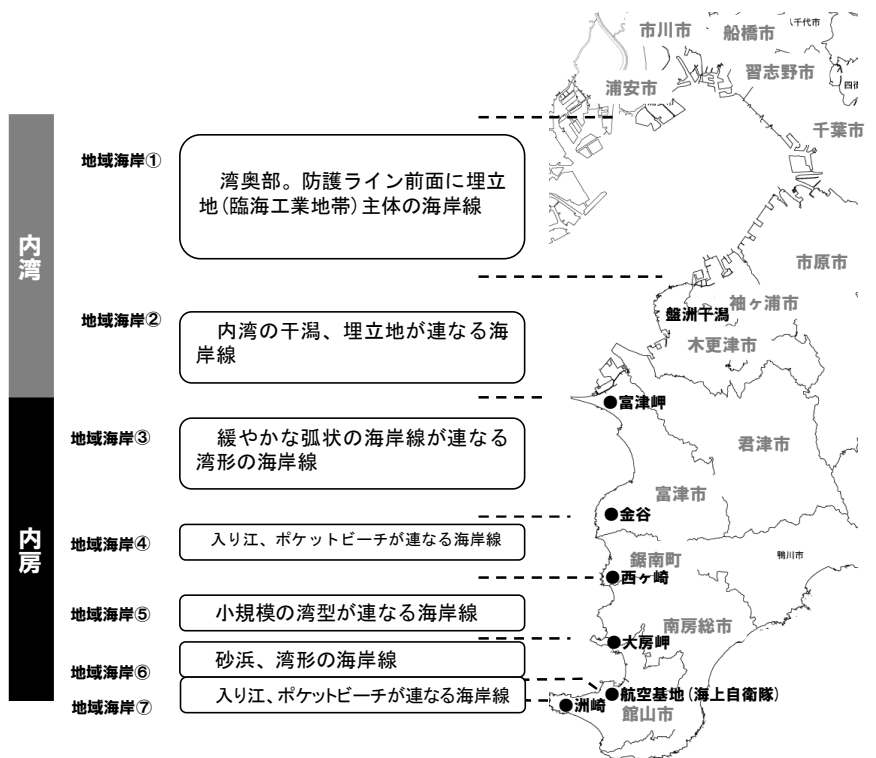 内湾
地域海岸①
湾奥部。防護ライン前面に埋立
地(臨海工業地帯)主体の海岸線
地域海岸②
内湾の干潟、埋立地が連なる海
岸線
内房
地域海岸③
緩やかな弧状の海岸線が連なる
湾形の海岸線
地域海岸④
入り江、ポケットビーチが連なる海岸線
地域海岸⑤
小規模の湾型が連なる海岸線
地域海岸⑥
砂浜、湾形の海岸線
地域海岸⑦
入り江、ポケットビーチが連なる海岸線
市川市
船橋市
八千代市
習志野市
浦安市
千葉市
市原市
袖ヶ浦市
盤洲干潟
木更津市
●富津岬
君津市
富津市
●金谷
鋸南町
鴨川市
●西ヶ崎
南房総市
●大房岬
●航空基地(海上自衛隊)
●洲崎
館山市